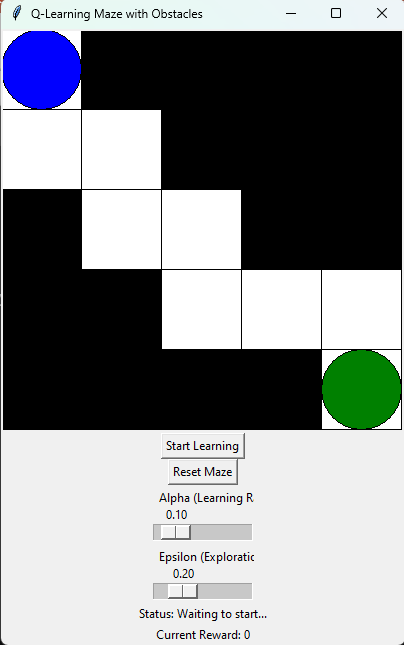 Q-Learning Maze with Obstacles
Start Learning
Reset Maze
Alpha (Learning R
0.10
Epsilon (Exploratic
0.20
Status: Waiting to start...
Current Reward: 0